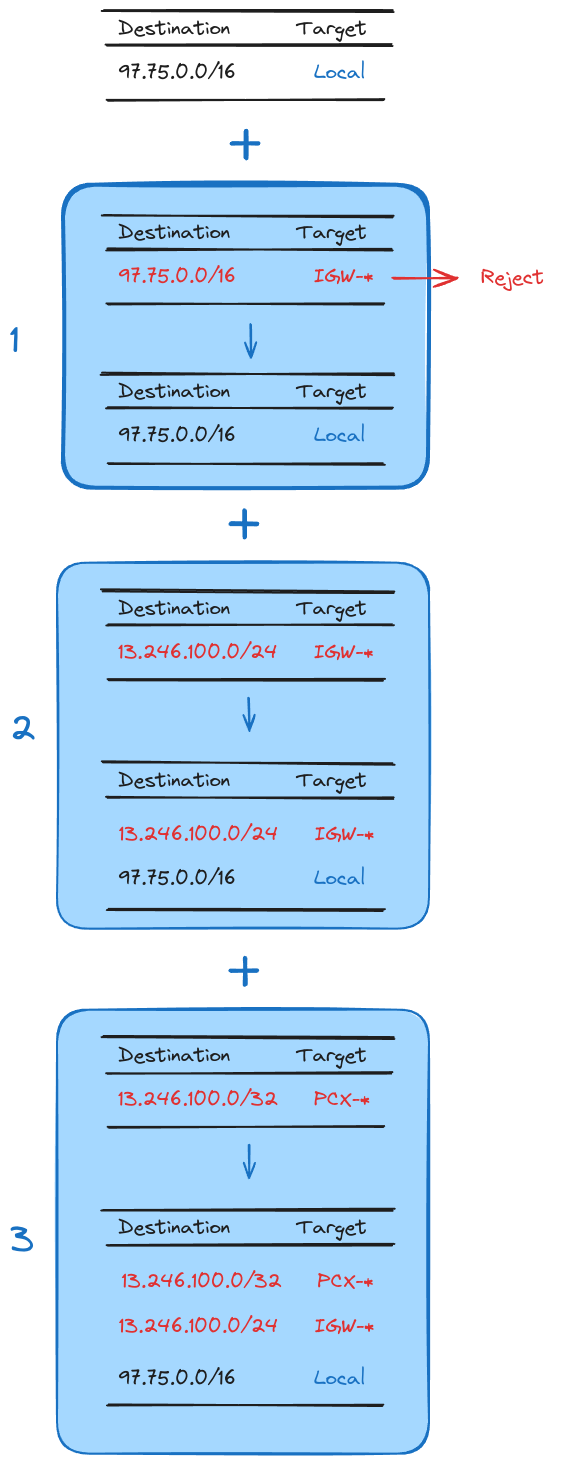 Destination Target
97.75.0.0/16 Local
+
1
Destination Target
97.75.0.0/16 IGW-* Reject
Destination Target
97.75.0.0/16 Local
+
2
Destination Target
13.246.100.0/24 IGW-*
Destination Target
13.246.100.0/24 IGW-*
97.75.0.0/16 Local
+
3
Destination Target
13.246.100.0/32 PCX-*
Destination Target
13.246.100.0/32 PCX-*
13.246.100.0/24 IGW-*
97.75.0.0/16 Local